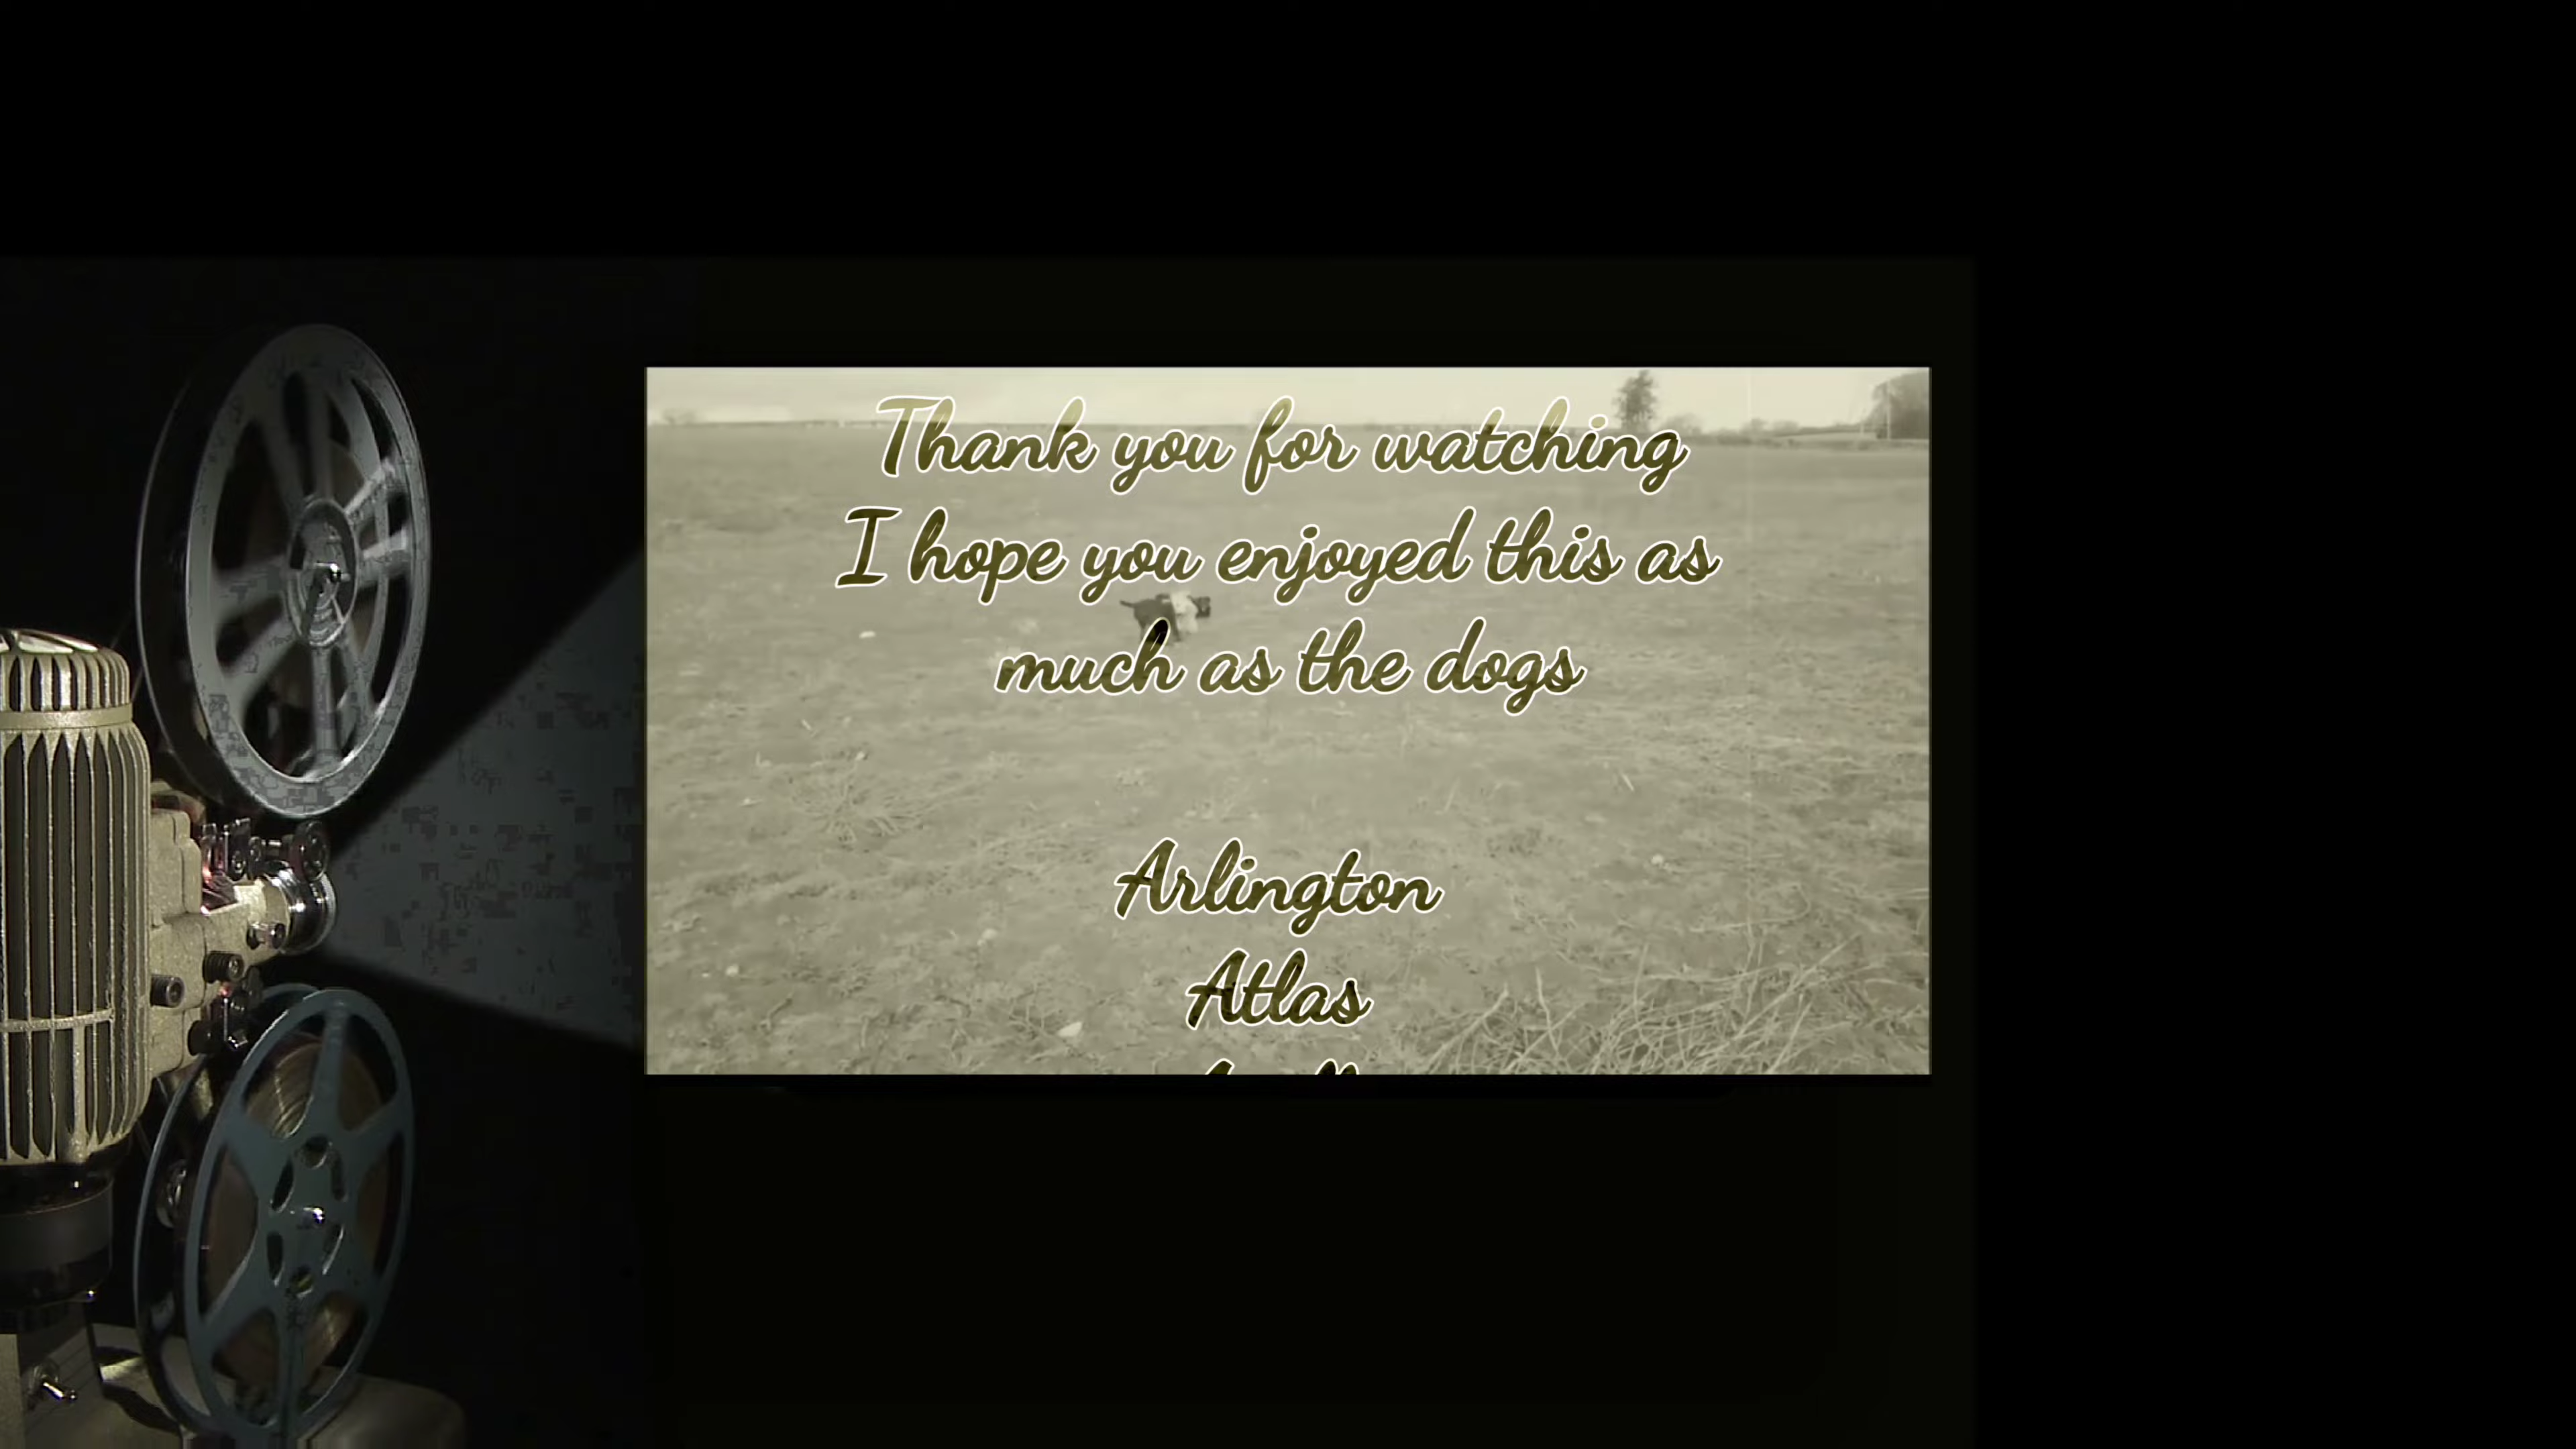 Thank you for watching
I hope you enjoyed this as
much as the dogs
Arlington
Atlas